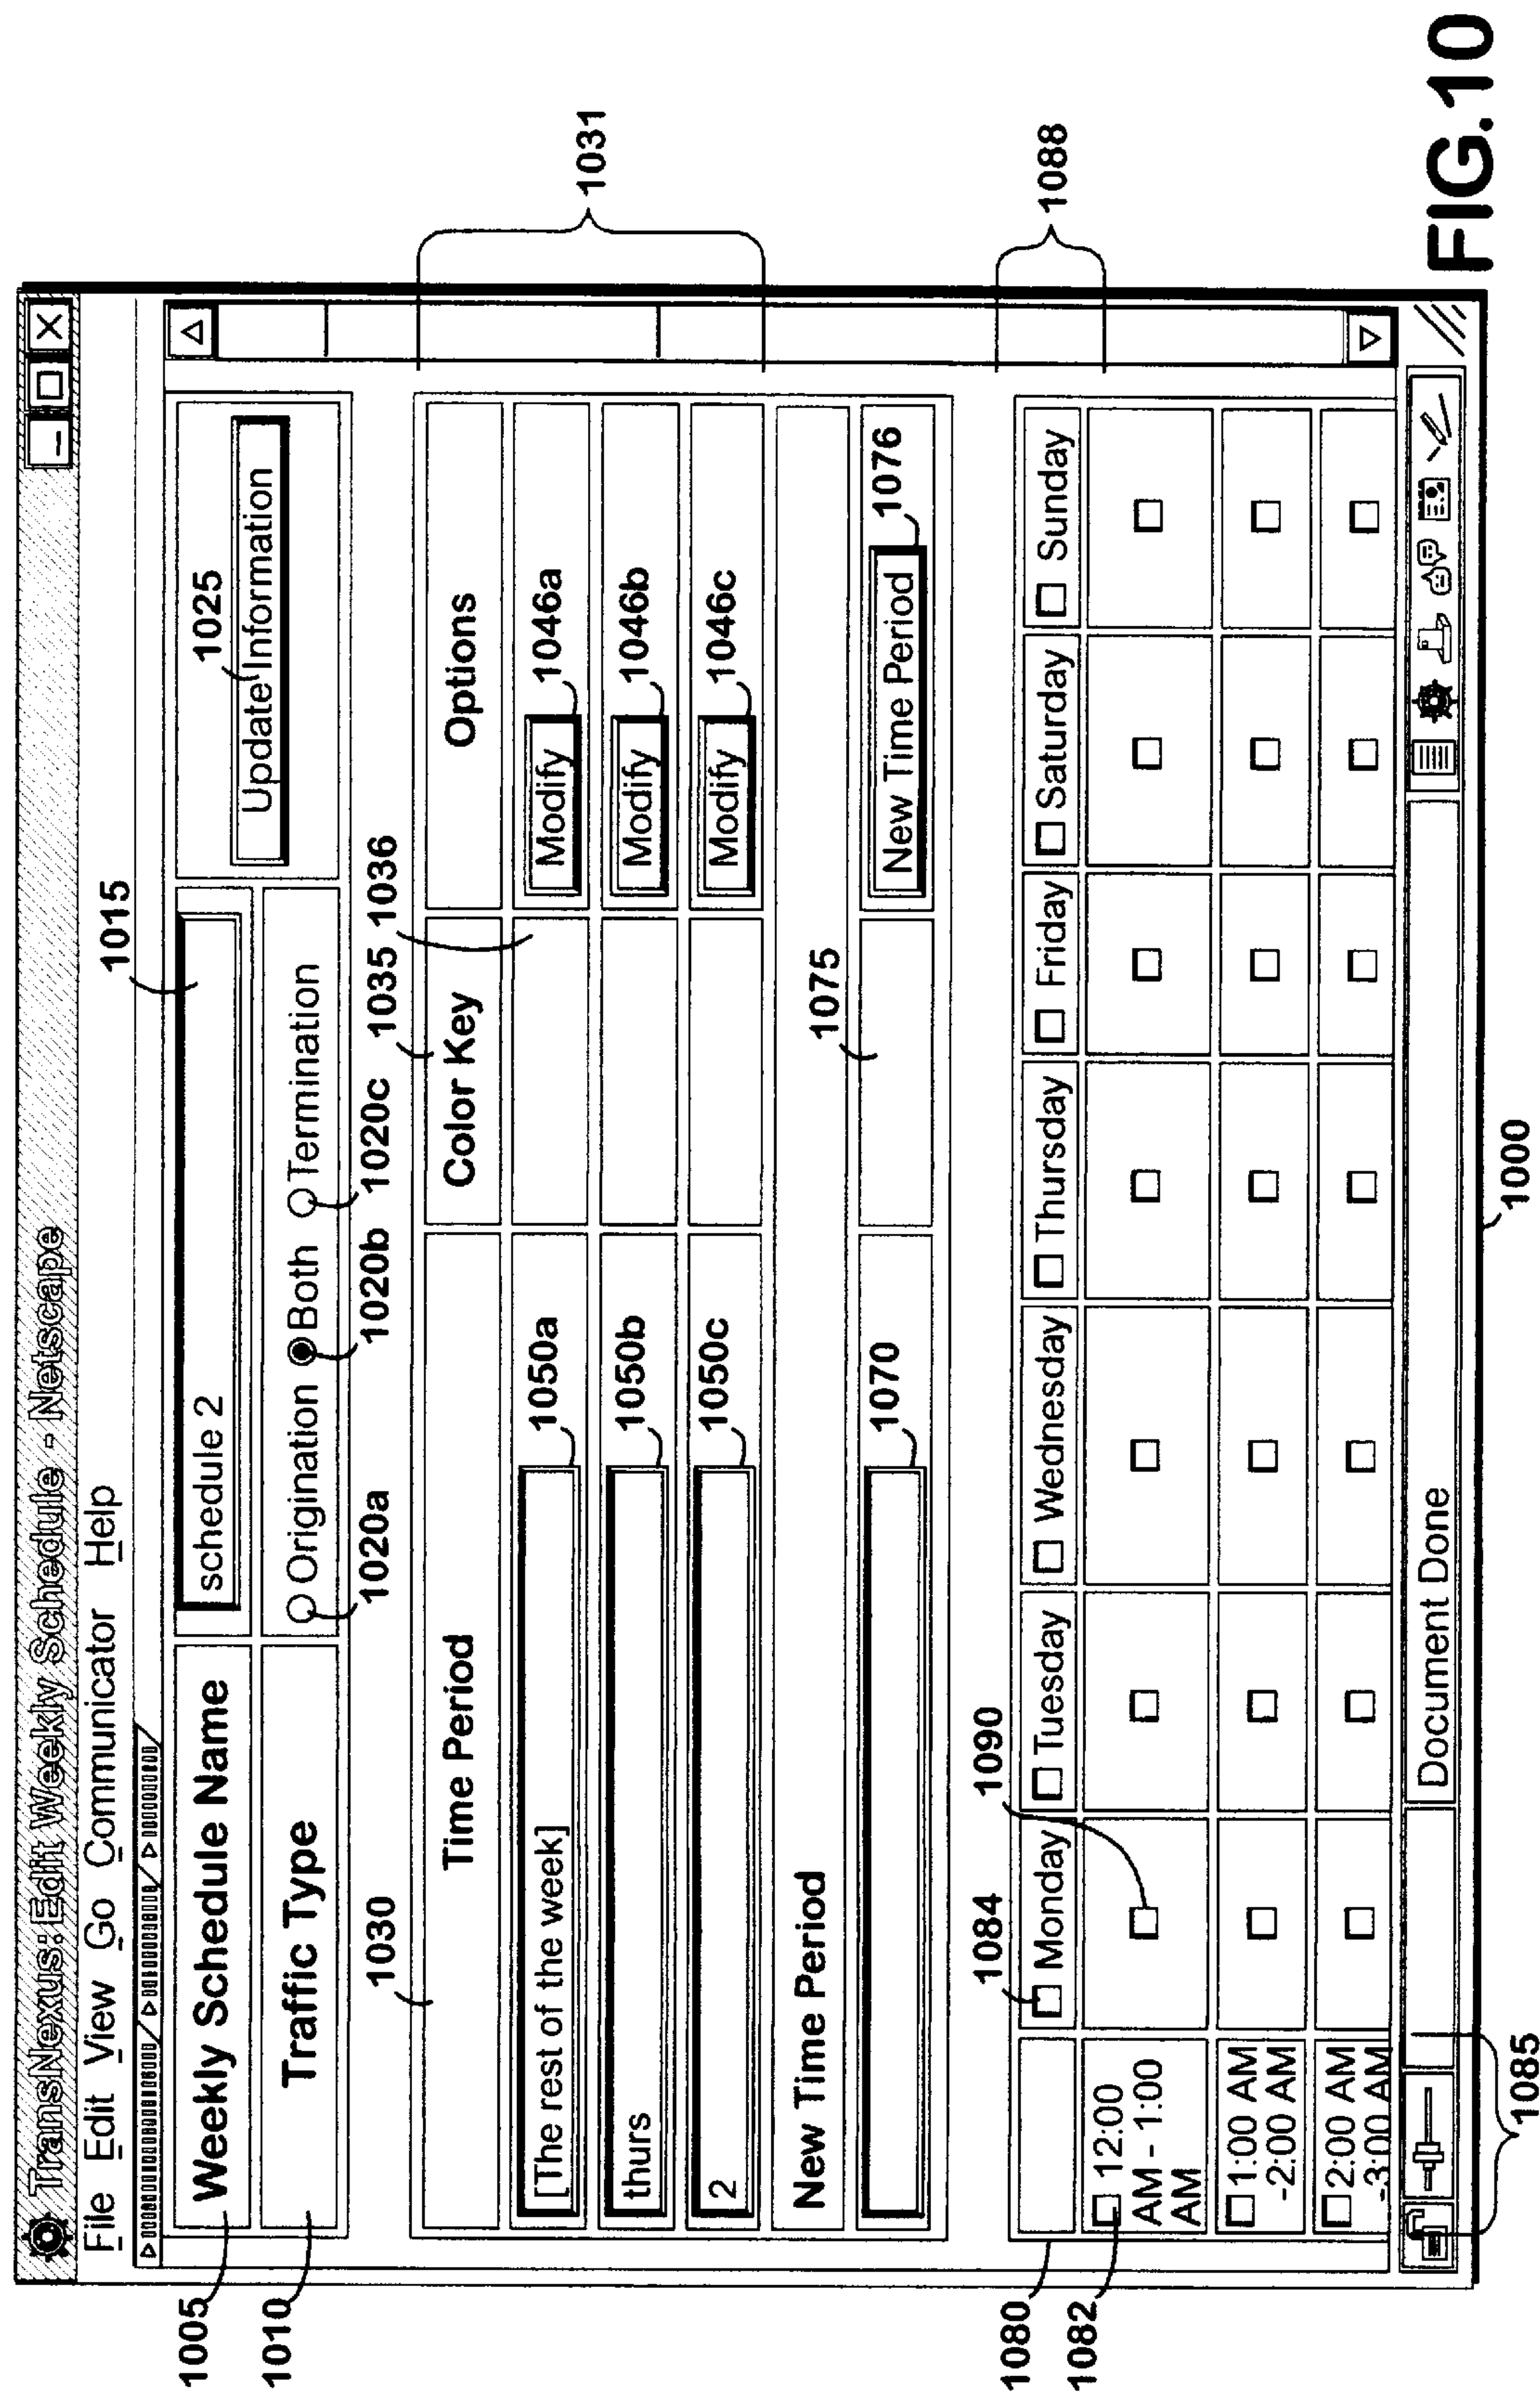 TransNexus: Edit Weekly Schedule - Netscape
File Edit View Go Communicator Help
1015
1025
1005
Weekly Schedule Name
schedule 2
Update Information
1010
Traffic Type
Origination Both Termination
1020a
1020b
1020c
1030
1035
1036
1031
Time Period
Color Key
Options
[The rest of the week]
1050a
Modify
1046a
thurs
1050b
Modify
1046b
2
1050c
Modify
1046c
New Time Period
1070
1075
New Time Period
1076
1084
1090
1088
1080
Monday Tuesday Wednesday Thursday Friday Saturday Sunday
1082
12:00
AM - 1:00
AM
1:00 AM
-2:00 AM
2:00 AM
-3:00 AM
Document Done
1085
1000
FIG.10